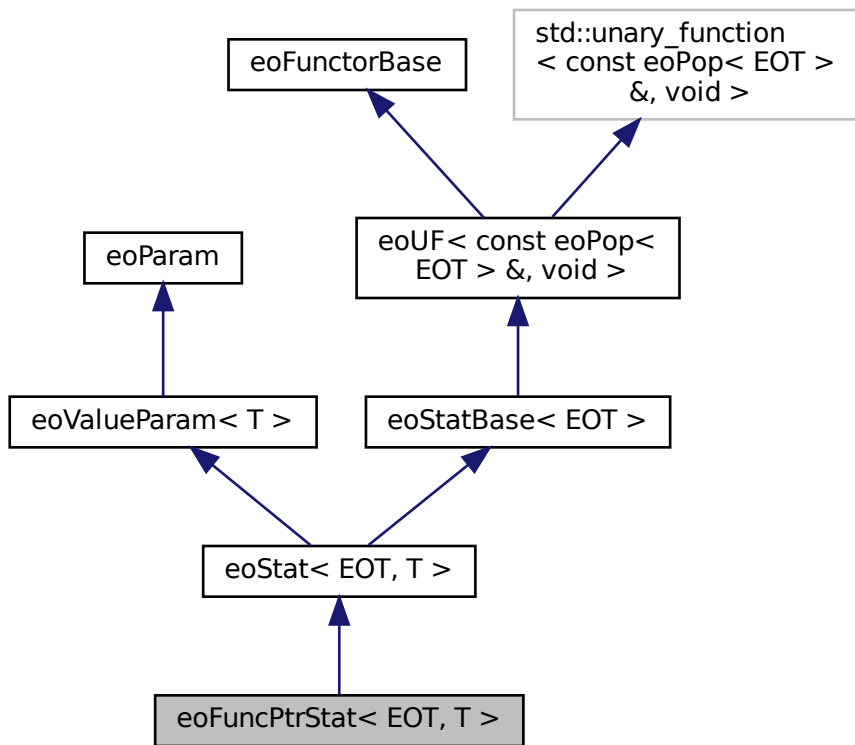 std::unary_function
< const eoPop< EOT >
&, void >
eoFunctorBase
eoUF< const eoPop<
EOT > &, void >
eoParam
eoValueParam< T >
eoStatBase< EOT >
eoStat< EOT, T >
eoFuncPtrStat< EOT, T >